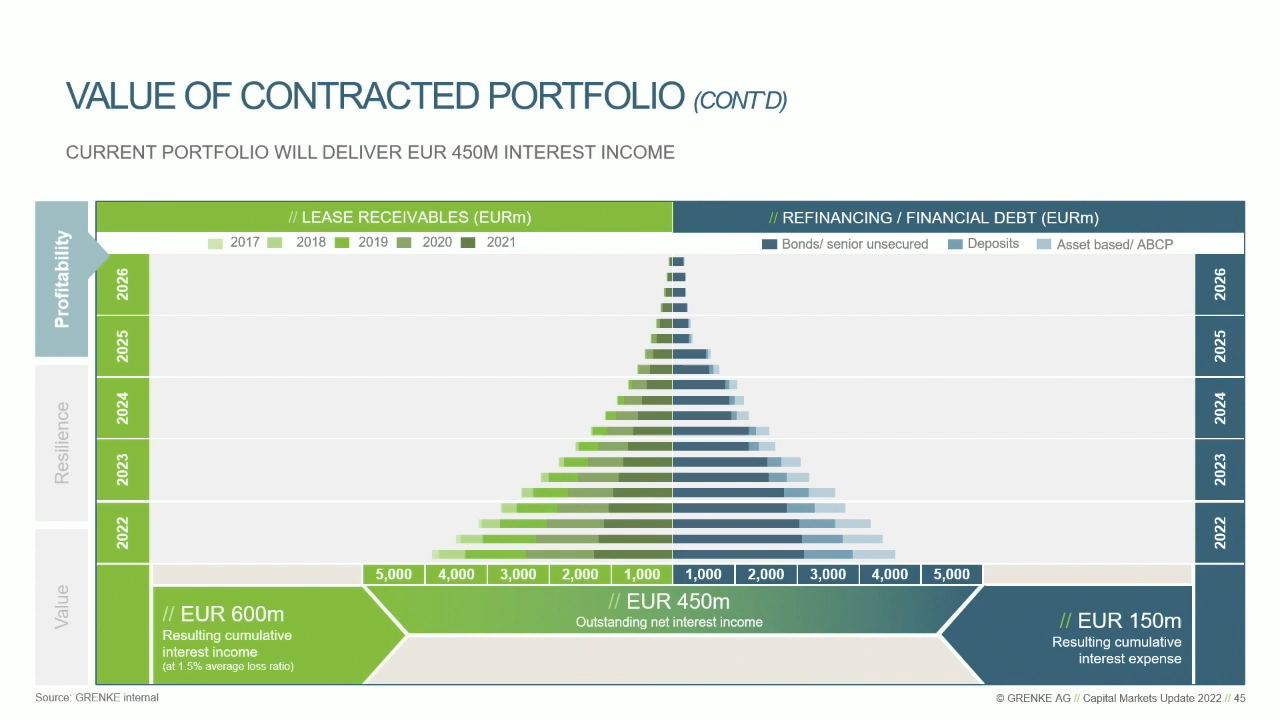 VALUE OF CONTRACTED PORTFOLIO (CONT'D)
CURRENT PORTFOLIO WILL DELIVER EUR 450M INTEREST INCOME
Profitability
Resilience
Value
// LEASE RECEIVABLES (EURm)
// REFINANCING / FINANCIAL DEBT (EURm)
2017 2018 2019 2020 2021
Bonds/ senior unsecured Deposits Asset based/ ABCP
2026
2026
2025
2025
2024
2024
2023
2023
2022
2022
5,000 4,000 3,000 2,000 1,000 1,000 2,000 3,000 4,000 5,000
// EUR 600m
Resulting cumulative
interest income
(at 1.5% average loss ratio)
// EUR 450m
Outstanding net interest income
// EUR 150m
Resulting cumulative
interest expense
Source: GRENKE internal
© GRENKE AG // Capital Markets Update 2022 // 45